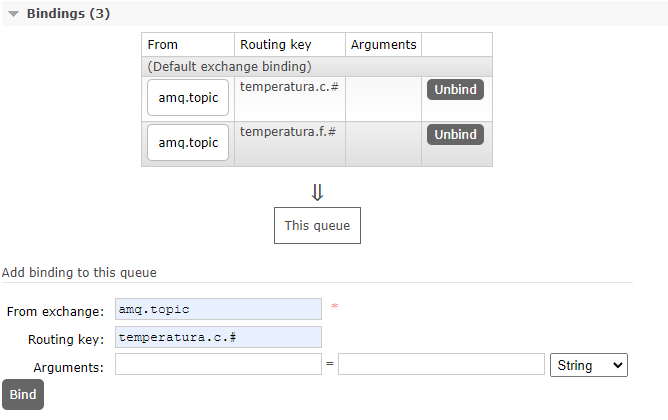 Bindings (3)
From Routing key Arguments
(Default exchange binding)
amq.topic temperatura.c.# Unbind
amq.topic temperatura.f.# Unbind
⇓
This queue
Add binding to this queue
From exchange: amq.topic *
Routing key: temperatura.c.#
Arguments: = String
Bind